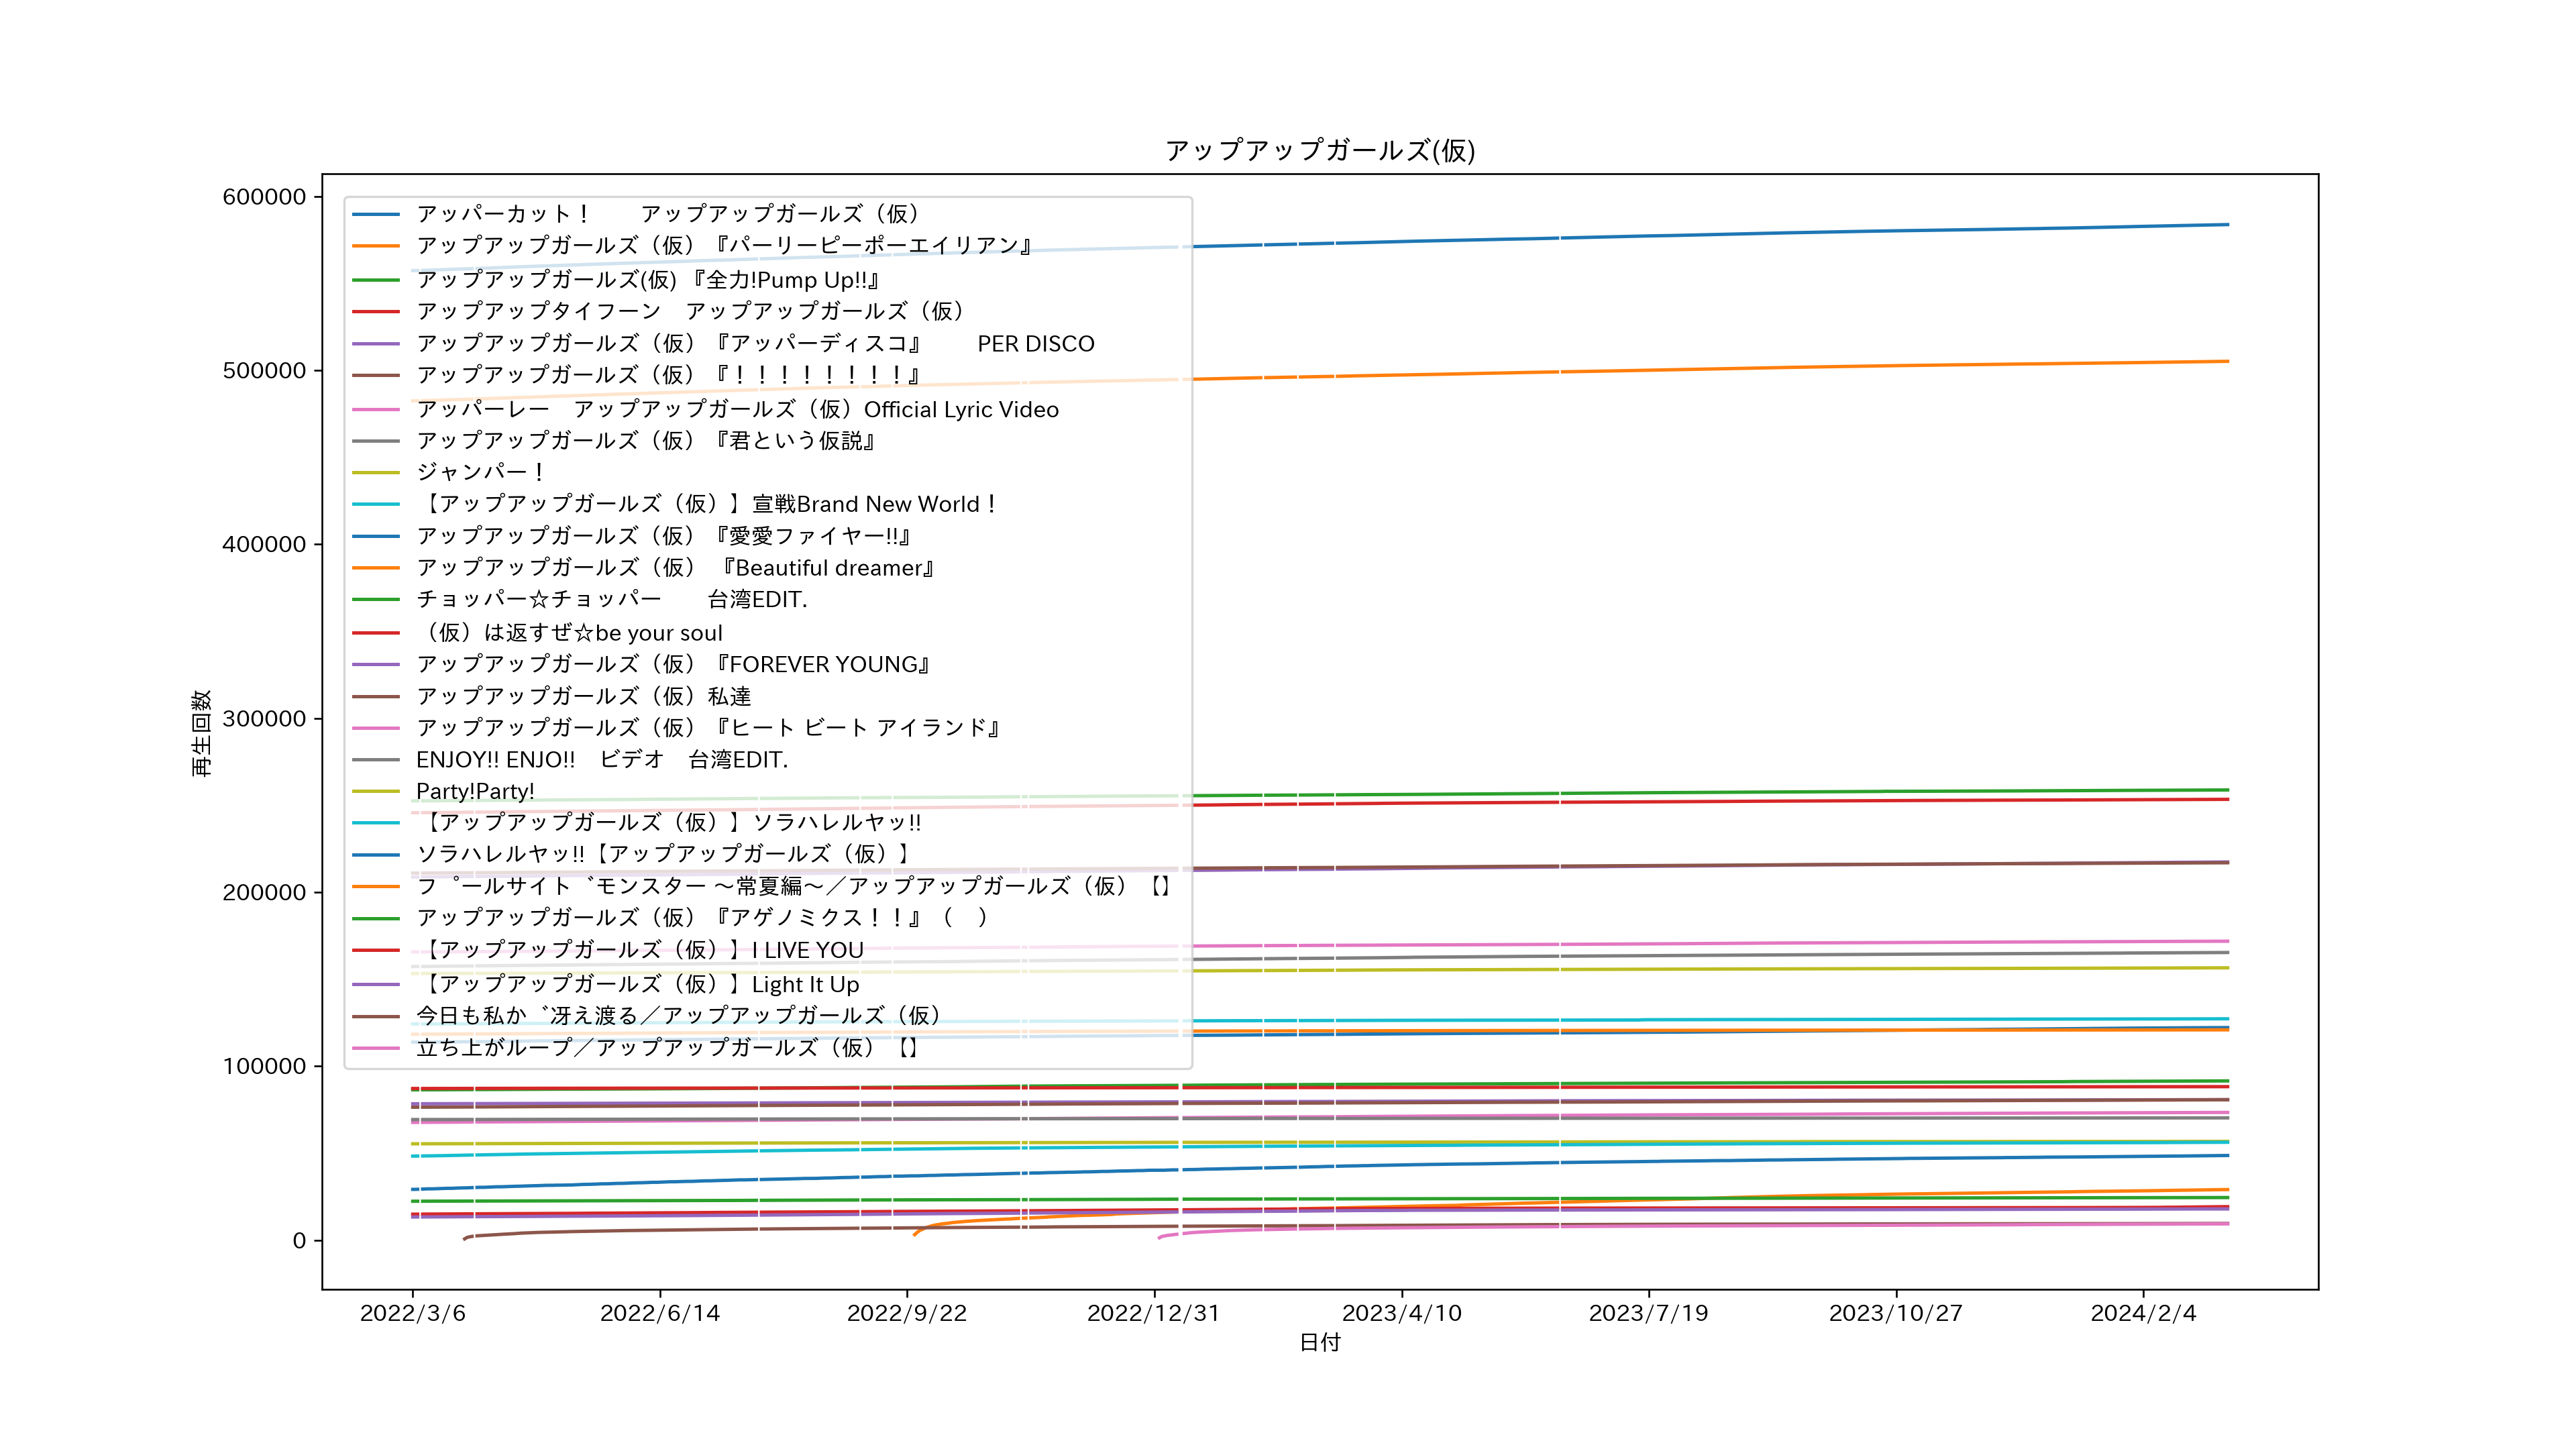 アップアップガールズ(仮)
600000
500000
400000
300000
200000
100000
0
再生回数
アッパーカット！　　アップアップガールズ（仮）
アップアップガールズ（仮）『パーリーピーポーエイリアン』
アップアップガールズ(仮) 『全力!Pump Up!!』
アップアップタイフーン　アップアップガールズ（仮）
アップアップガールズ（仮）『アッパーディスコ』　　PER DISCO
アップアップガールズ（仮）『！！！！！！！！』
アッパーレー　アップアップガールズ（仮）Official Lyric Video
アップアップガールズ（仮）『君という仮説』
ジャンパー！
【アップアップガールズ（仮）】宣戦Brand New World！
アップアップガールズ（仮）『愛愛ファイヤー!!』
アップアップガールズ（仮） 『Beautiful dreamer』
チョッパー☆チョッパー　　台湾EDIT.
（仮）は返すぜ☆be your soul
アップアップガールズ（仮）『FOREVER YOUNG』
アップアップガールズ（仮）私達
アップアップガールズ（仮）『ヒート ビート アイランド』
ENJOY!! ENJO!!　ビデオ　台湾EDIT.
Party!Party!
【アップアップガールズ（仮）】ソラハレルヤッ!!
ソラハレルヤッ!!【アップアップガールズ（仮）】
フ゜ールサイト゛モンスター 〜常夏編〜／アップアップガールズ（仮）【】
アップアップガールズ（仮）『アゲノミクス！！』（　）
【アップアップガールズ（仮）】I LIVE YOU
【アップアップガールズ（仮）】Light It Up
今日も私か゛冴え渡る／アップアップガールズ（仮）
立ち上がループ／アップアップガールズ（仮）【】
2022/3/6 2022/6/14 2022/9/22 2022/12/31 2023/4/10 2023/7/19 2023/10/27 2024/2/4
日付